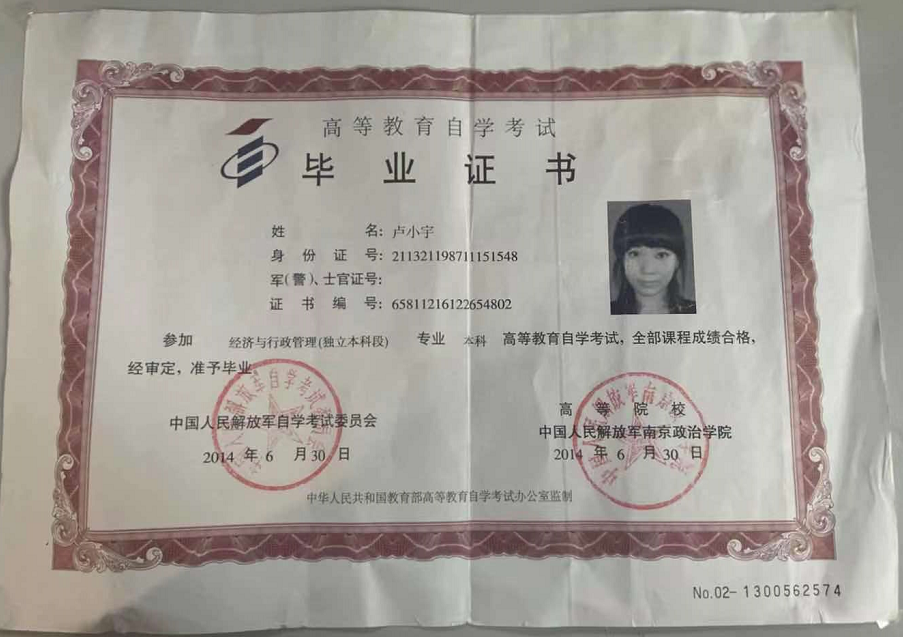 高等教育自学考试
毕业证书
姓名：卢小宇
身份证号：211321198711151548
军(警)、士官证号：
证书编号：65811216122654802
参加 经济与行政管理(独立本科段) 专业 本科 高等教育自学考试，全部课程成绩合格，
经审定，准予毕业
中国人民解放军自学考试委员会
2014 年 6 月 30 日
高等院校
中国人民解放军南京政治学院
2014 年 6 月 30 日
中华人民共和国教育部高等教育自学考试办公室监制
No.02-1300562574